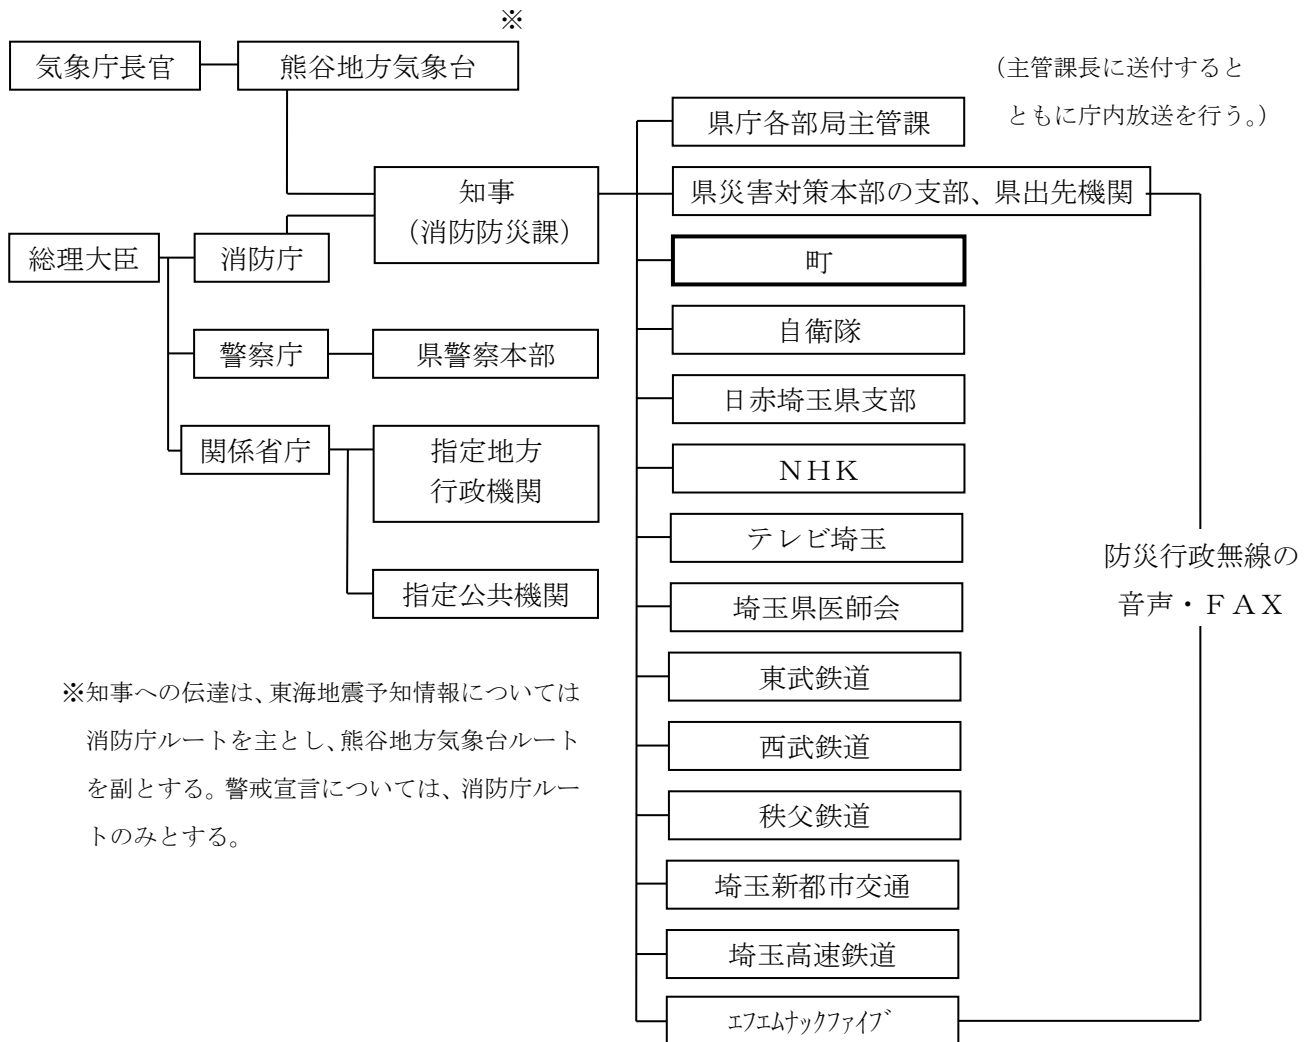 ※
気象庁長官
熊谷地方気象台
(主管課長に送付すると
ともに庁内放送を行う。)
県庁各部局主管課
知事
(消防防災課)
県災害対策本部の支部、県出先機関
総理大臣
消防庁
町
自衛隊
警察庁
県警察本部
日赤埼玉県支部
関係省庁
指定地方
行政機関
NHK
テレビ埼玉
防災行政無線の
音声・FAX
指定公共機関
埼玉県医師会
東武鉄道
※知事への伝達は、東海地震予知情報については
消防庁ルートを主とし、熊谷地方気象台ルート
を副とする。警戒宣言については、消防庁ルー
トのみとする。
西武鉄道
秩父鉄道
埼玉新都市交通
埼玉高速鉄道
エフエムナックファイブ